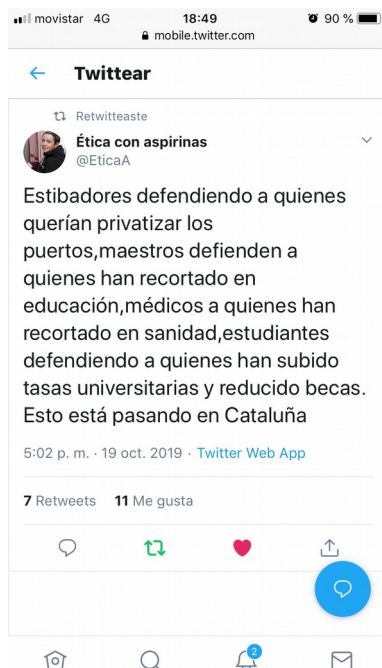 movistar 4G 18:49 90 %
mobile.twitter.com
Twittear
Retwitteaste
Ética con aspirinas
@EticaA
Estibadores defendiendo a quienes
querían privatizar los
puertos,maestros defienden a
quienes han recortado en
educación,médicos a quienes han
recortado en sanidad,estudiantes
defendiendo a quienes han subido
tasas universitarias y reducido becas.
Esto está pasando en Cataluña
5:02 p. m. · 19 oct. 2019 · Twitter Web App
7 Retweets 11 Me gusta
2